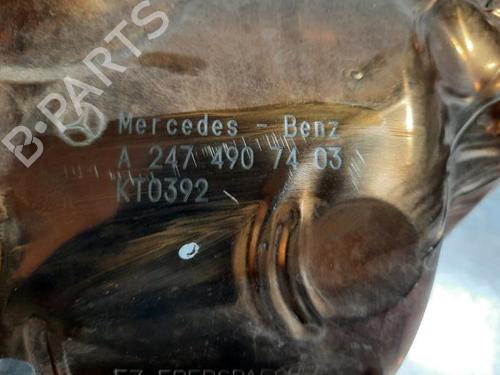 B-PARTS
Mercedes - Benz
A 247 490 74 03
KT0392